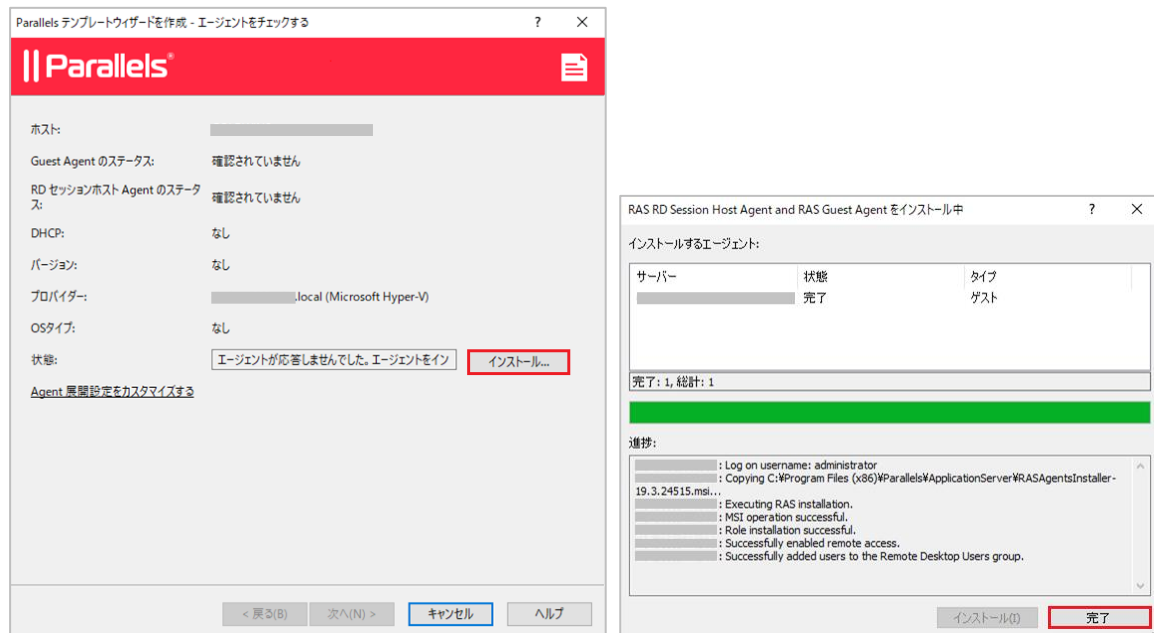 Parallels テンプレートウィザードを作成 - エージェントをチェックする
?
×
Parallels®
ホスト:
Guest Agent のステータス: 確認されていません
RD セッションホスト Agent のステータ
ス: 確認されていません
DHCP: なし
バージョン: なし
プロバイダー: .local (Microsoft Hyper-V)
OSタイプ: なし
状態: エージェントが応答しませんでした。エージェントをイン インストール...
Agent 展開設定をカスタマイズする
< 戻る(B) 次へ(N) > キャンセル ヘルプ
RAS RD Session Host Agent and RAS Guest Agent をインストール中
?
×
インストールするエージェント:
サーバー 状態 タイプ
完了 ゲスト
完了: 1, 総計: 1
進捗:
: Log on username: administrator
: Copying C:¥Program Files (x86)¥Parallels¥ApplicationServer¥RASAgentsInstaller-
19.3.24515.msi...
: Executing RAS installation.
: MSI operation successful.
: Role installation successful.
: Successfully enabled remote access.
: Successfully added users to the Remote Desktop Users group.
インストール(I) 完了